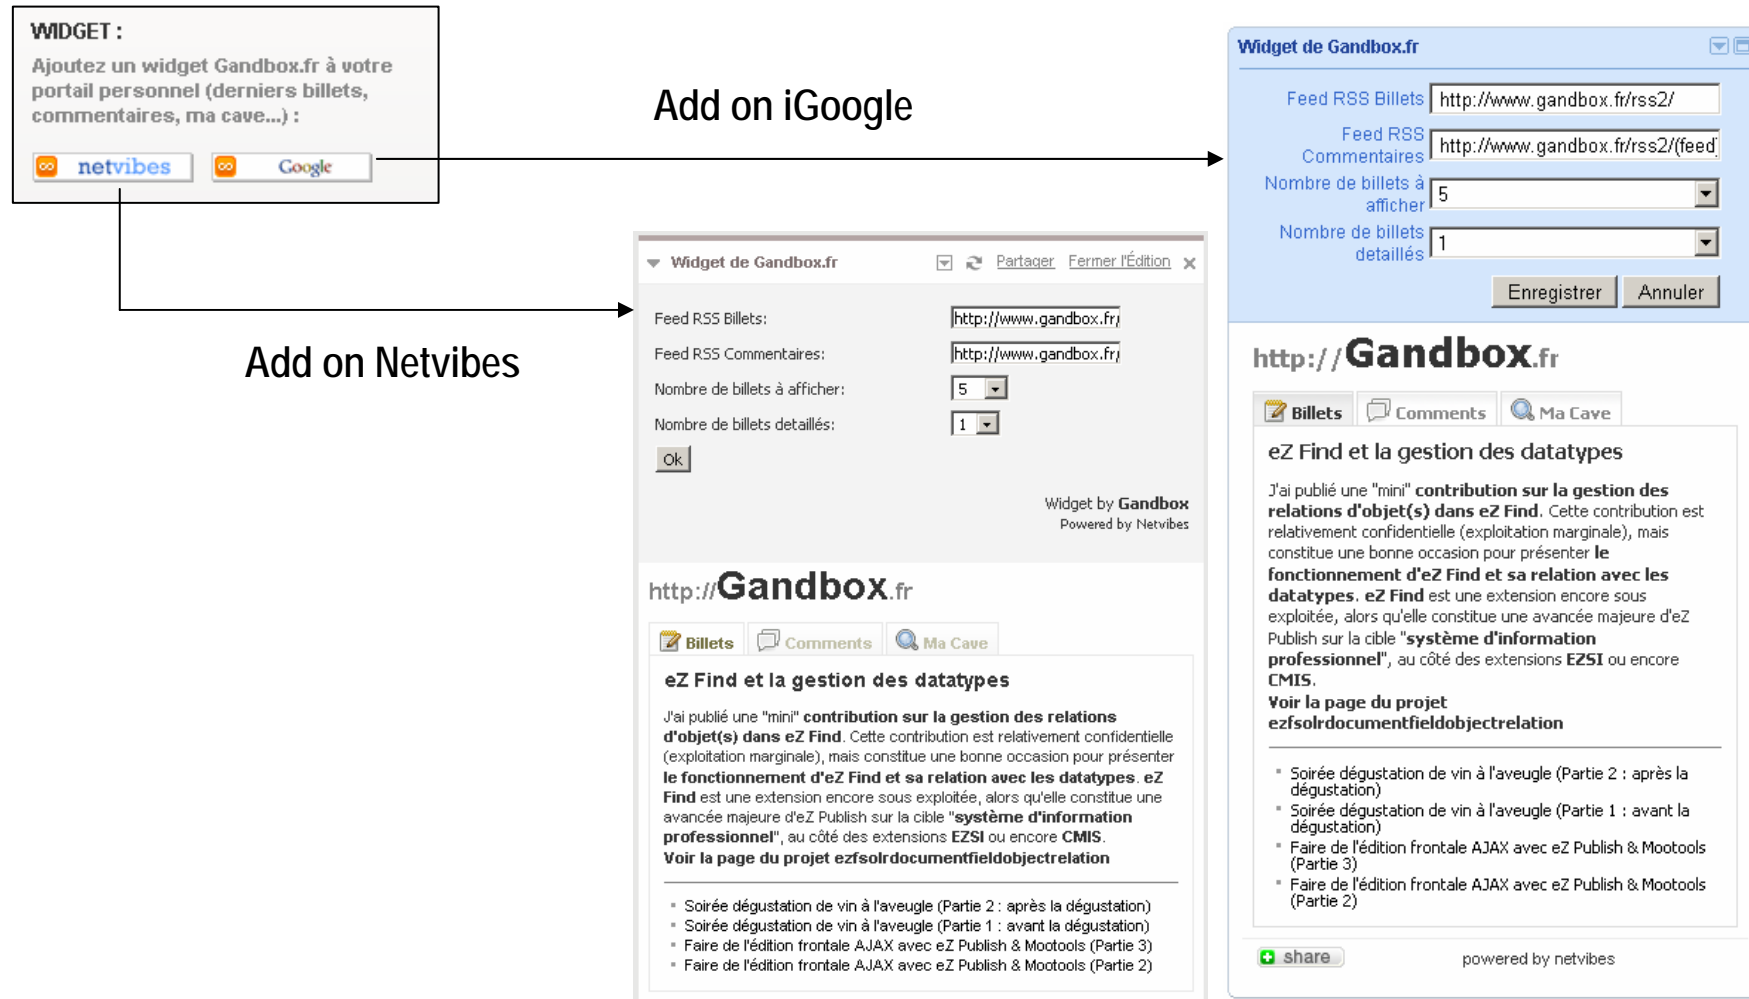 WIDGET :
Ajoutez un widget Gandbox.fr à votre
portail personnel (derniers billets,
commentaires, ma cave...) :
netvibes
Google
Add on iGoogle
Add on Netvibes
Widget de Gandbox.fr
Partager Fermer l'Édition
Feed RSS Billets: http://www.gandbox.fr/
Feed RSS Commentaires: http://www.gandbox.fr/
Nombre de billets à afficher: 5
Nombre de billets detaillés: 1
Ok
Widget by Gandbox
Powered by Netvibes
http://Gandbox.fr
Billets Comments Ma Cave
eZ Find et la gestion des datatypes
J'ai publié une "mini" contribution sur la gestion des relations
d'objet(s) dans eZ Find. Cette contribution est relativement confidentielle
(exploitation marginale), mais constitue une bonne occasion pour présenter
le fonctionnement d'eZ Find et sa relation avec les datatypes. eZ
Find est une extension encore sous exploitée, alors qu'elle constitue une
avancée majeure d'eZ Publish sur la cible "système d'information
professionnel", au côté des extensions EZSI ou encore CMIS.
Voir la page du projet ezfsolrdocumentfieldobjectrelation
Soirée dégustation de vin à l'aveugle (Partie 2 : après la dégustation)
Soirée dégustation de vin à l'aveugle (Partie 1 : avant la dégustation)
Faire de l'édition frontale AJAX avec eZ Publish & Mootools (Partie 3)
Faire de l'édition frontale AJAX avec eZ Publish & Mootools (Partie 2)
Widget de Gandbox.fr
Feed RSS Billets http://www.gandbox.fr/rss2/
Feed RSS
Commentaires http://www.gandbox.fr/rss2/(feed)
Nombre de billets à
afficher 5
Nombre de billets
detaillés 1
Enregistrer Annuler
http://Gandbox.fr
Billets Comments Ma Cave
eZ Find et la gestion des datatypes
J'ai publié une "mini" contribution sur la gestion des
relations d'objet(s) dans eZ Find. Cette contribution est
relativement confidentielle (exploitation marginale), mais
constitue une bonne occasion pour présenter le
fonctionnement d'eZ Find et sa relation avec les
datatypes. eZ Find est une extension encore sous
exploitée, alors qu'elle constitue une avancée majeure d'eZ
Publish sur la cible "système d'information
professionnel", au côté des extensions EZSI ou encore
CMIS.
Voir la page du projet
ezfsolrdocumentfieldobjectrelation
Soirée dégustation de vin à l'aveugle (Partie 2 : après la
dégustation)
Soirée dégustation de vin à l'aveugle (Partie 1 : avant la
dégustation)
Faire de l'édition frontale AJAX avec eZ Publish & Mootools
(Partie 3)
Faire de l'édition frontale AJAX avec eZ Publish & Mootools
(Partie 2)
share
powered by netvibes